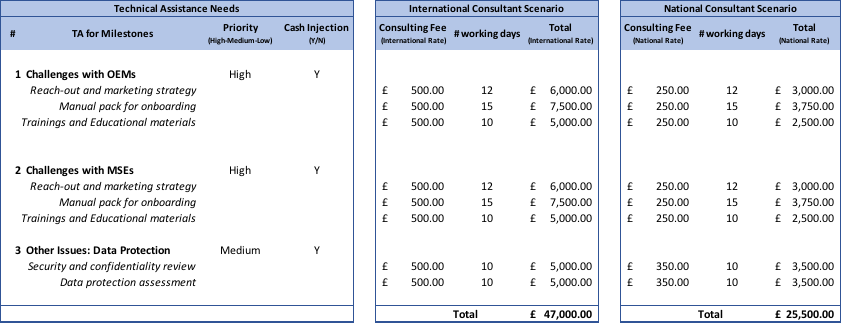 Technical Assistance Needs International Consultant Scenario National Consultant Scenario
# TA for Milestones Priority (High-Medium-Low) Cash Injection (Y/N) Consulting Fee (International Rate) # working days Total (International Rate) Consulting Fee (National Rate) # working days Total (National Rate)
1 Challenges with OEMs High Y
Reach-out and marketing strategy £ 500.00 12 £ 6,000.00 £ 250.00 12 £ 3,000.00
Manual pack for onboarding £ 500.00 15 £ 7,500.00 £ 250.00 15 £ 3,750.00
Trainings and Educational materials £ 500.00 10 £ 5,000.00 £ 250.00 10 £ 2,500.00
2 Challenges with MSEs High Y
Reach-out and marketing strategy £ 500.00 12 £ 6,000.00 £ 250.00 12 £ 3,000.00
Manual pack for onboarding £ 500.00 15 £ 7,500.00 £ 250.00 15 £ 3,750.00
Trainings and Educational materials £ 500.00 10 £ 5,000.00 £ 250.00 10 £ 2,500.00
3 Other Issues: Data Protection Medium Y
Security and confidentiality review £ 500.00 10 £ 5,000.00 £ 350.00 10 £ 3,500.00
Data protection assessment £ 500.00 10 £ 5,000.00 £ 350.00 10 £ 3,500.00
Total £ 47,000.00 Total £ 25,500.00